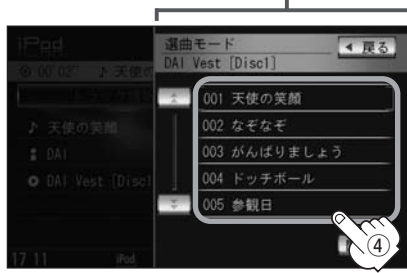 iPod
00'02" ♪ 天使の
♪ 天使の笑顔
DAI
DAI Vest [Disc1
17 11 iPod
選曲モード
戻る
DAI Vest [Disc1]
001 天使の笑顔
002 なぞなぞ
003 がんばりましょう
004 ドッチボール
005 参観日
④